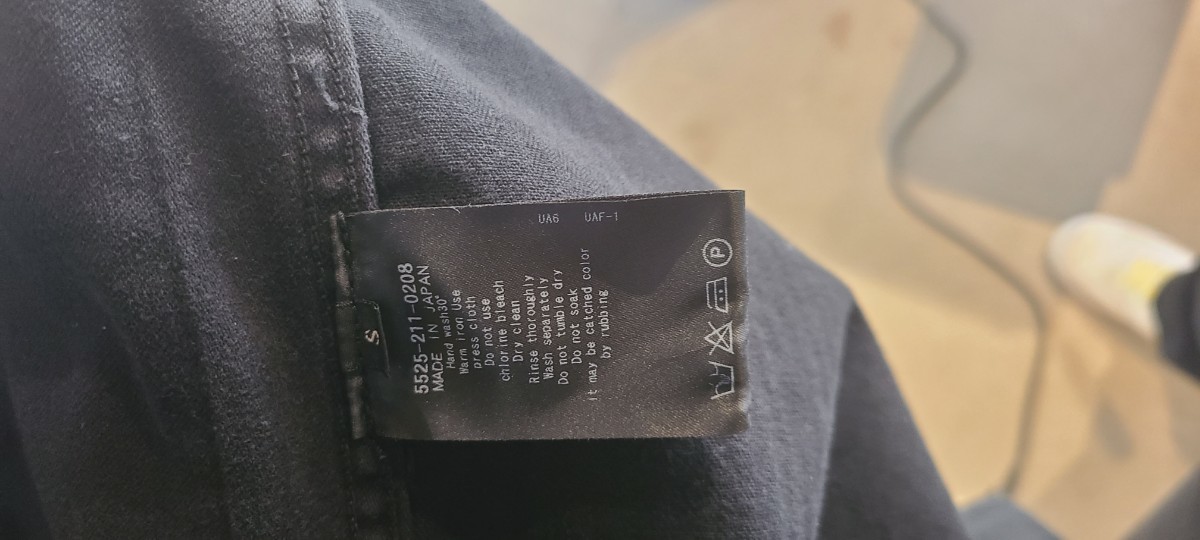 S
5525-211-0208
MADE IN JAPAN
Hand wash30°
Warm iron Use
press cloth
Do not use
chlorine bleach
Dry clean
Rinse thoroughly
Wash separately
Do not tumble dry
Do not soak
it may be catched color
by rubbing
UA6 UAF-1
P